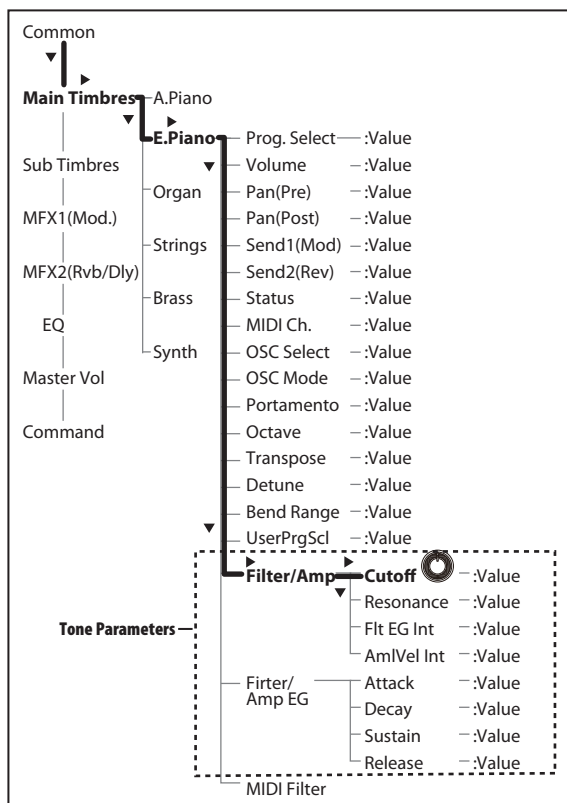 Common
Main Timbres A.Piano
E.Piano Prog. Select :Value
Sub Timbres Volume :Value
Organ Pan(Pre) :Value
MFX1(Mod.) Pan(Post) :Value
Strings Send1(Mod) :Value
MFX2(Rvb/Dly) Send2(Rev) :Value
Brass Status :Value
EQ MIDI Ch. :Value
Synth OSC Select :Value
Master Vol OSC Mode :Value
Portamento :Value
Command Octave :Value
Transpose :Value
Detune :Value
Bend Range :Value
UserPrgScl :Value
Filter/Amp Cutoff :Value
Resonance :Value
Tone Parameters Flt EG Int :Value
AmlVel Int :Value
Firter/ Attack :Value
Amp EG Decay :Value
Sustain :Value
Release :Value
MIDI Filter